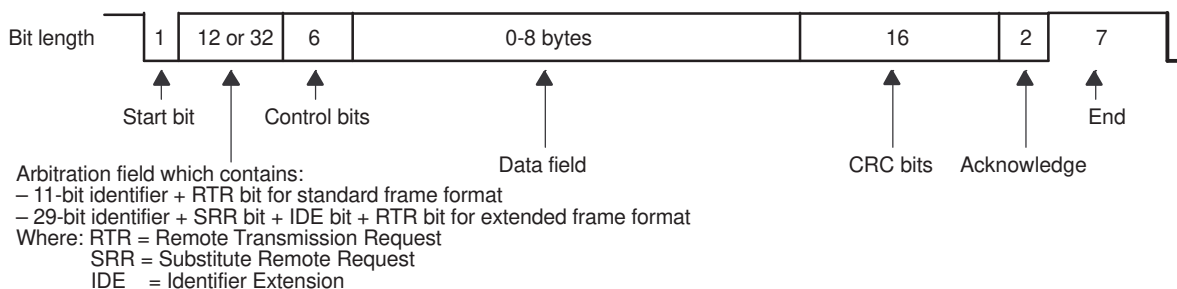 Bit length 1 12 or 32 6 0-8 bytes 16 2 7
Start bit Control bits End
Data field CRC bits Acknowledge
Arbitration field which contains:
– 11-bit identifier + RTR bit for standard frame format
– 29-bit identifier + SRR bit + IDE bit + RTR bit for extended frame format
Where: RTR = Remote Transmission Request
SRR = Substitute Remote Request
IDE = Identifier Extension